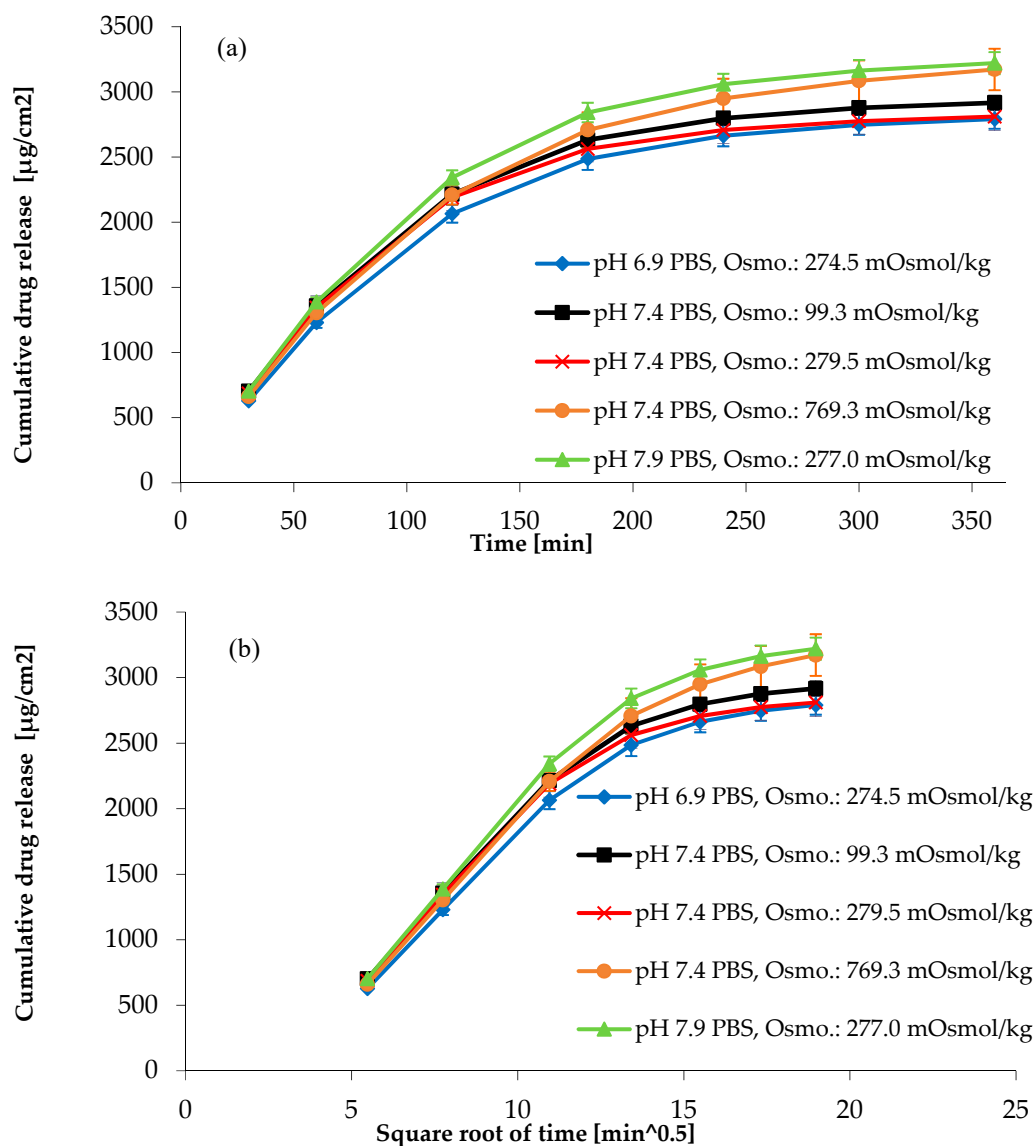 (a)
Cumulative drug release [µg/cm2]
3500
3000
2500
2000
1500
1000
500
0
pH 6.9 PBS, Osmo.: 274.5 mOsmol/kg
pH 7.4 PBS, Osmo.: 99.3 mOsmol/kg
pH 7.4 PBS, Osmo.: 279.5 mOsmol/kg
pH 7.4 PBS, Osmo.: 769.3 mOsmol/kg
pH 7.9 PBS, Osmo.: 277.0 mOsmol/kg
0 50 100 150 200 250 300 350
Time [min]
(b)
Cumulative drug release [µg/cm2]
3500
3000
2500
2000
1500
1000
500
0
pH 6.9 PBS, Osmo.: 274.5 mOsmol/kg
pH 7.4 PBS, Osmo.: 99.3 mOsmol/kg
pH 7.4 PBS, Osmo.: 279.5 mOsmol/kg
pH 7.4 PBS, Osmo.: 769.3 mOsmol/kg
pH 7.9 PBS, Osmo.: 277.0 mOsmol/kg
0 5 10 15 20 25
Square root of time [min^0.5]